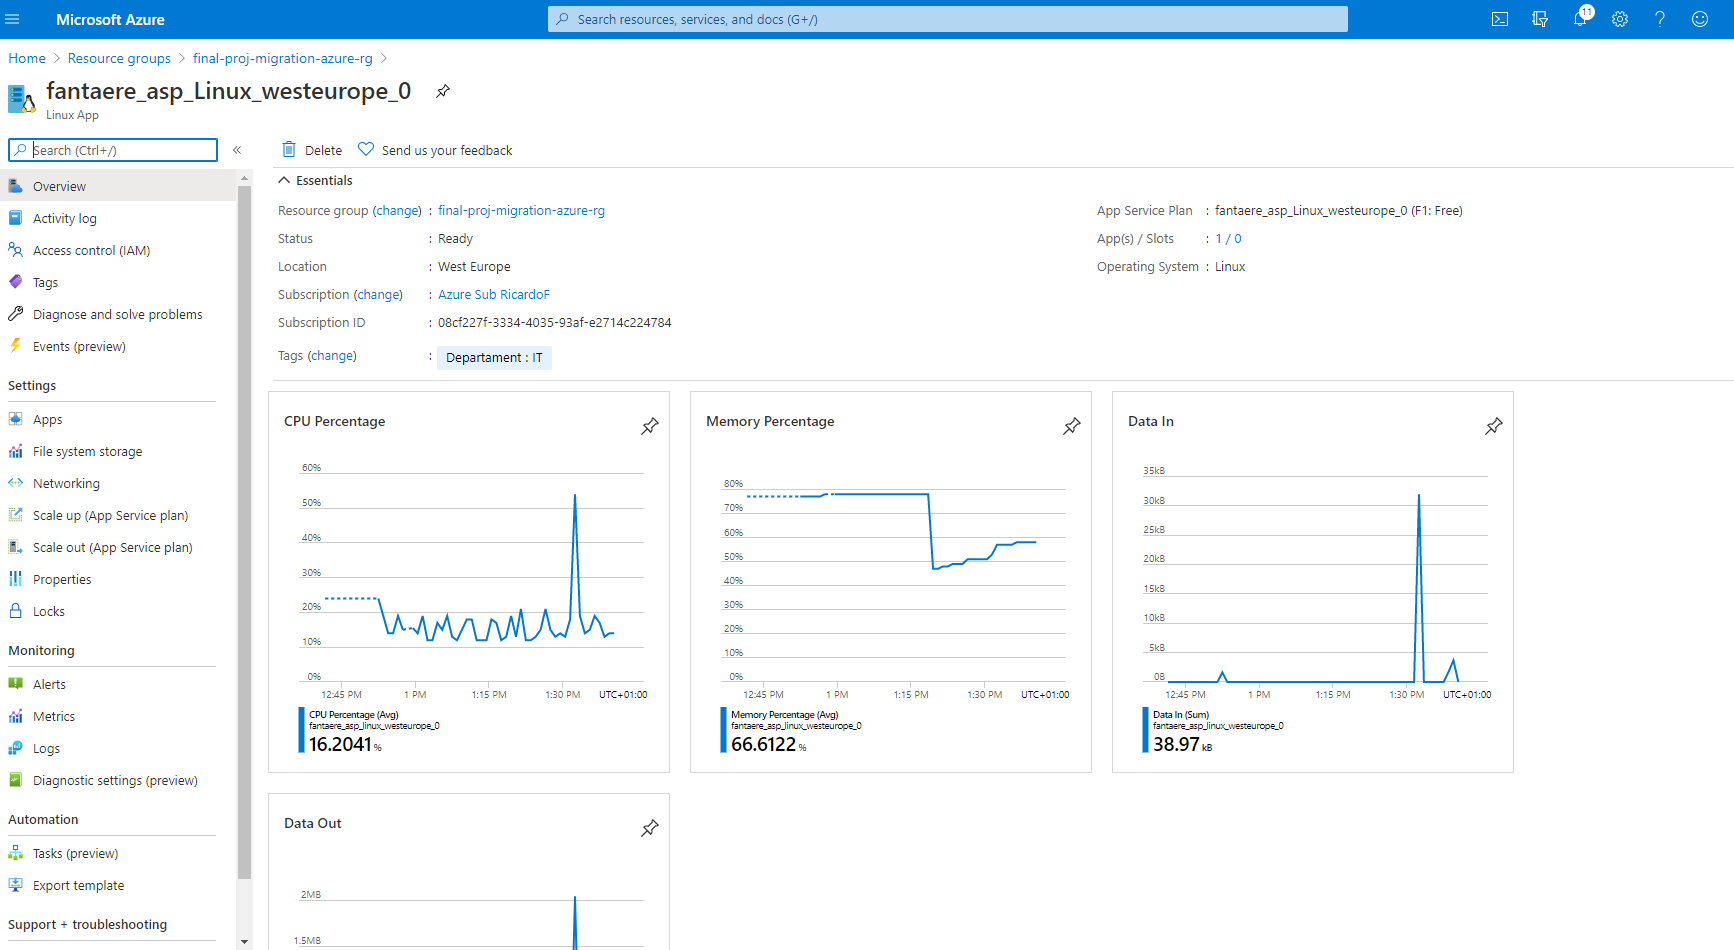 Microsoft Azure
Search resources, services, and docs (G+/)
11
Home > Resource groups > final-proj-migration-azure-rg >
fantaere_asp_Linux_westeurope_0
Linux App
Search (Ctrl+/)
«
Delete
Send us your feedback
Overview
Activity log
Access control (IAM)
Tags
Diagnose and solve problems
Events (preview)
Settings
Apps
File system storage
Networking
Scale up (App Service plan)
Scale out (App Service plan)
Properties
Locks
Monitoring
Alerts
Metrics
Logs
Diagnostic settings (preview)
Automation
Tasks (preview)
Export template
Support + troubleshooting
Essentials
Resource group (change) : final-proj-migration-azure-rg
Status : Ready
Location : West Europe
Subscription (change) : Azure Sub RicardoF
Subscription ID : 08cf227f-3334-4035-93af-e2714c224784
Tags (change) : Departament : IT
App Service Plan : fantaere_asp_Linux_westeurope_0 (F1: Free)
App(s) / Slots : 1 / 0
Operating System : Linux
CPU Percentage
60%
50%
40%
30%
20%
10%
0%
12:45 PM 1 PM 1:15 PM 1:30 PM UTC+01:00
CPU Percentage (Avg)
fantaere_asp_linux_westeurope_0
16.2041 %
Memory Percentage
80%
70%
60%
50%
40%
30%
20%
10%
0%
12:45 PM 1 PM 1:15 PM 1:30 PM UTC+01:00
Memory Percentage (Avg)
fantaere_asp_linux_westeurope_0
66.6122 %
Data In
35kB
30kB
25kB
20kB
15kB
10kB
5kB
0B
12:45 PM 1 PM 1:15 PM 1:30 PM UTC+01:00
Data In (Sum)
fantaere_asp_linux_westeurope_0
38.97 kB
Data Out
2MB
1.5MB